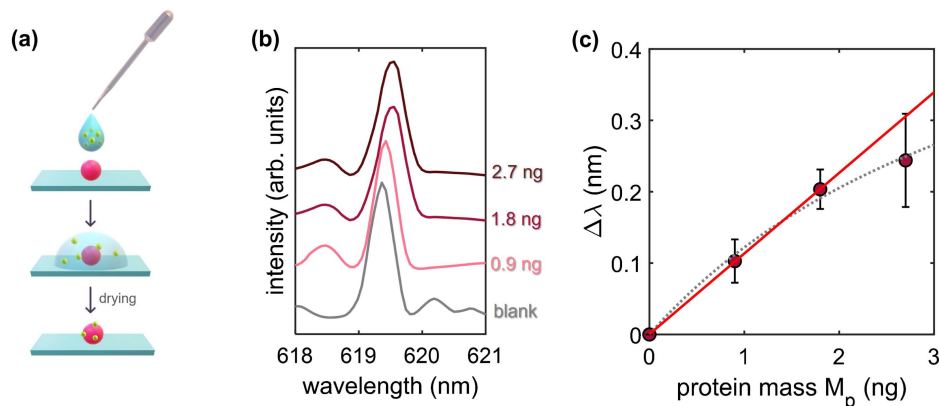 (a)
drying
(b)
intensity (arb. units)
2.7 ng
1.8 ng
0.9 ng
blank
618 619 620 621
wavelength (nm)
(c)
Δλ (nm)
0.4
0.3
0.2
0.1
0
0 1 2 3
protein mass Mp (ng)